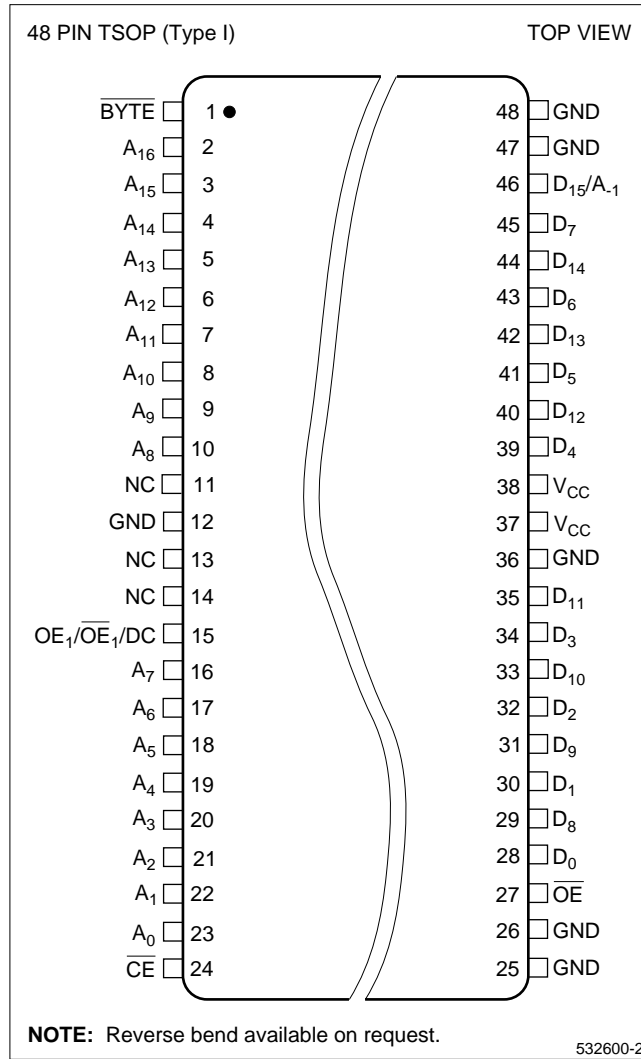 48 PIN TSOP (Type I) TOP VIEW
B̅Y̅T̅E̅ 1 48 GND
A16 2 47 GND
A15 3 46 D15/A-1
A14 4 45 D7
A13 5 44 D14
A12 6 43 D6
A11 7 42 D13
A10 8 41 D5
A9 9 40 D12
A8 10 39 D4
NC 11 38 VCC
GND 12 37 VCC
NC 13 36 GND
NC 14 35 D11
OE1/O̅E̅1/DC 15 34 D3
A7 16 33 D10
A6 17 32 D2
A5 18 31 D9
A4 19 30 D1
A3 20 29 D8
A2 21 28 D0
A1 22 27 O̅E̅
A0 23 26 GND
C̅E̅ 24 25 GND
NOTE: Reverse bend available on request.
532600-2